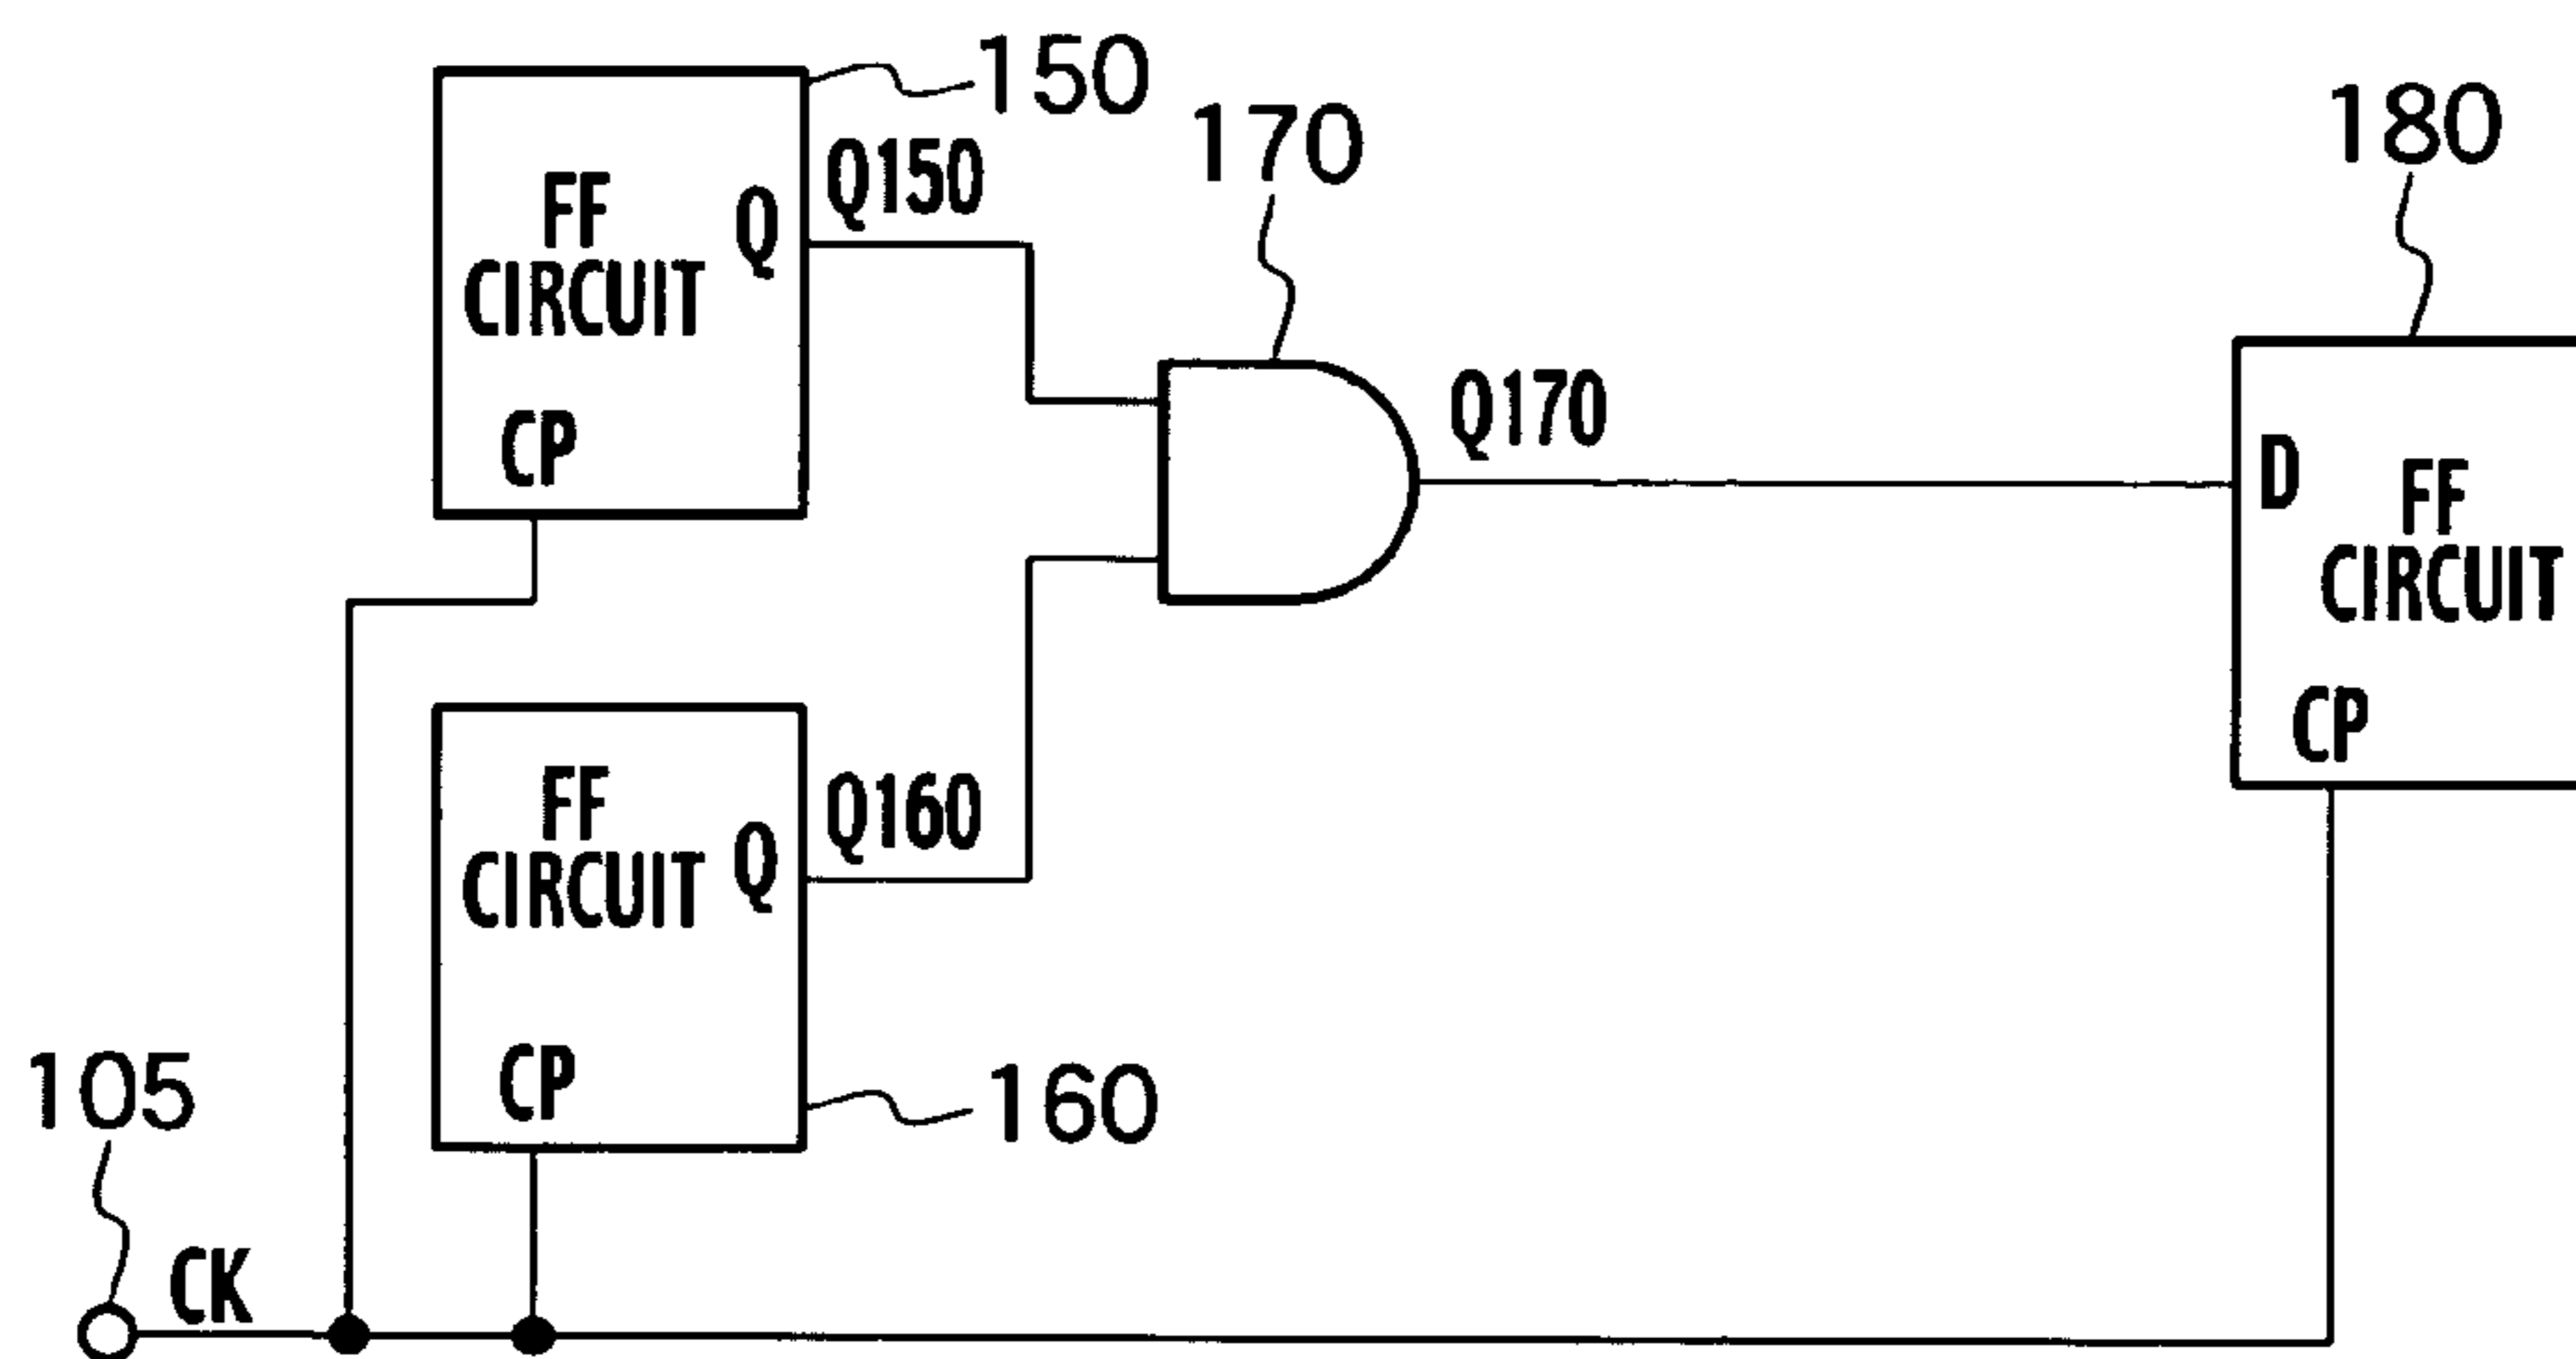 150
170
180
Q150
FF
CIRCUIT
Q
CP
Q170
D
FF
CIRCUIT
CP
Q160
FF
CIRCUIT
Q
CP
160
105
CK